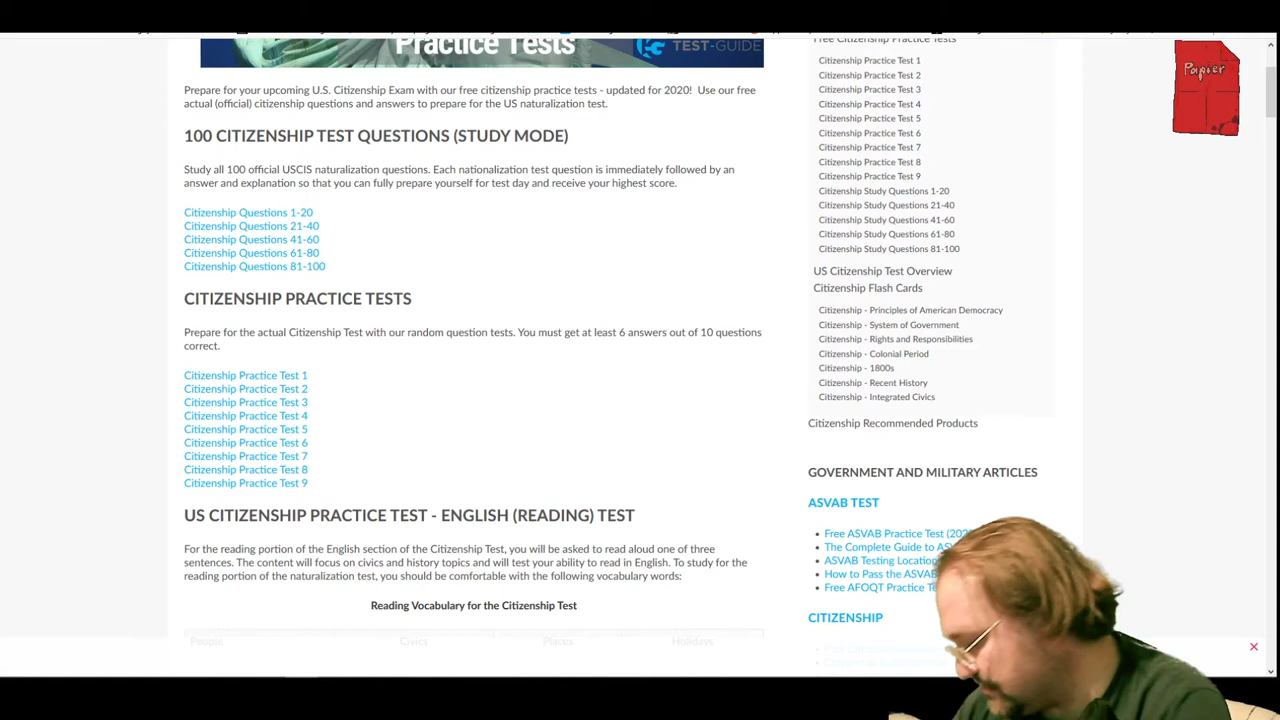 Practice Tests
TEST-GUIDE
Prepare for your upcoming U.S. Citizenship Exam with our free citizenship practice tests - updated for 2020! Use our free
actual (official) citizenship questions and answers to prepare for the US naturalization test.
100 CITIZENSHIP TEST QUESTIONS (STUDY MODE)
Study all 100 official USCIS naturalization questions. Each nationalization test question is immediately followed by an
answer and explanation so that you can fully prepare yourself for test day and receive your highest score.
Citizenship Questions 1-20
Citizenship Questions 21-40
Citizenship Questions 41-60
Citizenship Questions 61-80
Citizenship Questions 81-100
CITIZENSHIP PRACTICE TESTS
Prepare for the actual Citizenship Test with our random question tests. You must get at least 6 answers out of 10 questions
correct.
Citizenship Practice Test 1
Citizenship Practice Test 2
Citizenship Practice Test 3
Citizenship Practice Test 4
Citizenship Practice Test 5
Citizenship Practice Test 6
Citizenship Practice Test 7
Citizenship Practice Test 8
Citizenship Practice Test 9
US CITIZENSHIP PRACTICE TEST - ENGLISH (READING) TEST
For the reading portion of the English section of the Citizenship Test, you will be asked to read aloud one of three
sentences. The content will focus on civics and history topics and will test your ability to read in English. To study for the
reading portion of the naturalization test, you should be comfortable with the following vocabulary words:
Reading Vocabulary for the Citizenship Test
People Civics Places Holidays
Free Citizenship Practice Tests
Citizenship Practice Test 1
Citizenship Practice Test 2
Citizenship Practice Test 3
Citizenship Practice Test 4
Citizenship Practice Test 5
Citizenship Practice Test 6
Citizenship Practice Test 7
Citizenship Practice Test 8
Citizenship Practice Test 9
Citizenship Study Questions 1-20
Citizenship Study Questions 21-40
Citizenship Study Questions 41-60
Citizenship Study Questions 61-80
Citizenship Study Questions 81-100
US Citizenship Test Overview
Citizenship Flash Cards
Citizenship - Principles of American Democracy
Citizenship - System of Government
Citizenship - Rights and Responsibilities
Citizenship - Colonial Period
Citizenship - 1800s
Citizenship - Recent History
Citizenship - Integrated Civics
Citizenship Recommended Products
GOVERNMENT AND MILITARY ARTICLES
ASVAB TEST
Free ASVAB Practice Test
The Complete Guide to
ASVAB Testing
How to Pass the ASVAB
Free AFOQT Practice
CITIZENSHIP
Papier